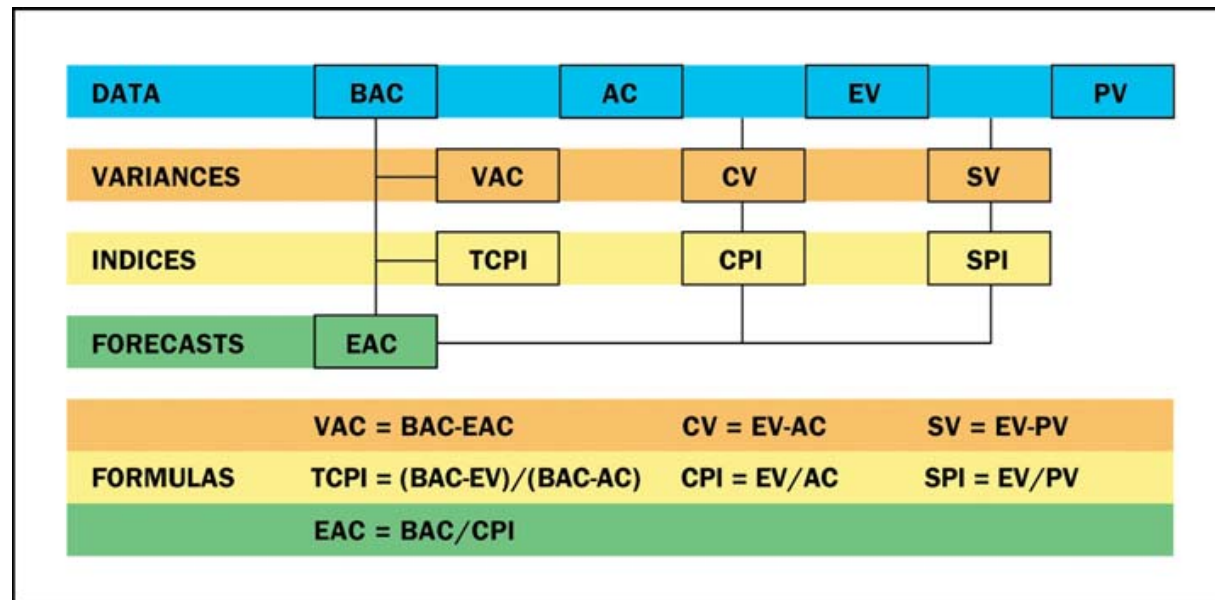 DATA BAC AC EV PV
VARIANCES VAC CV SV
INDICES TCPI CPI SPI
FORECASTS EAC
VAC = BAC-EAC CV = EV-AC SV = EV-PV
FORMULAS TCPI = (BAC-EV)/(BAC-AC) CPI = EV/AC SPI = EV/PV
EAC = BAC/CPI